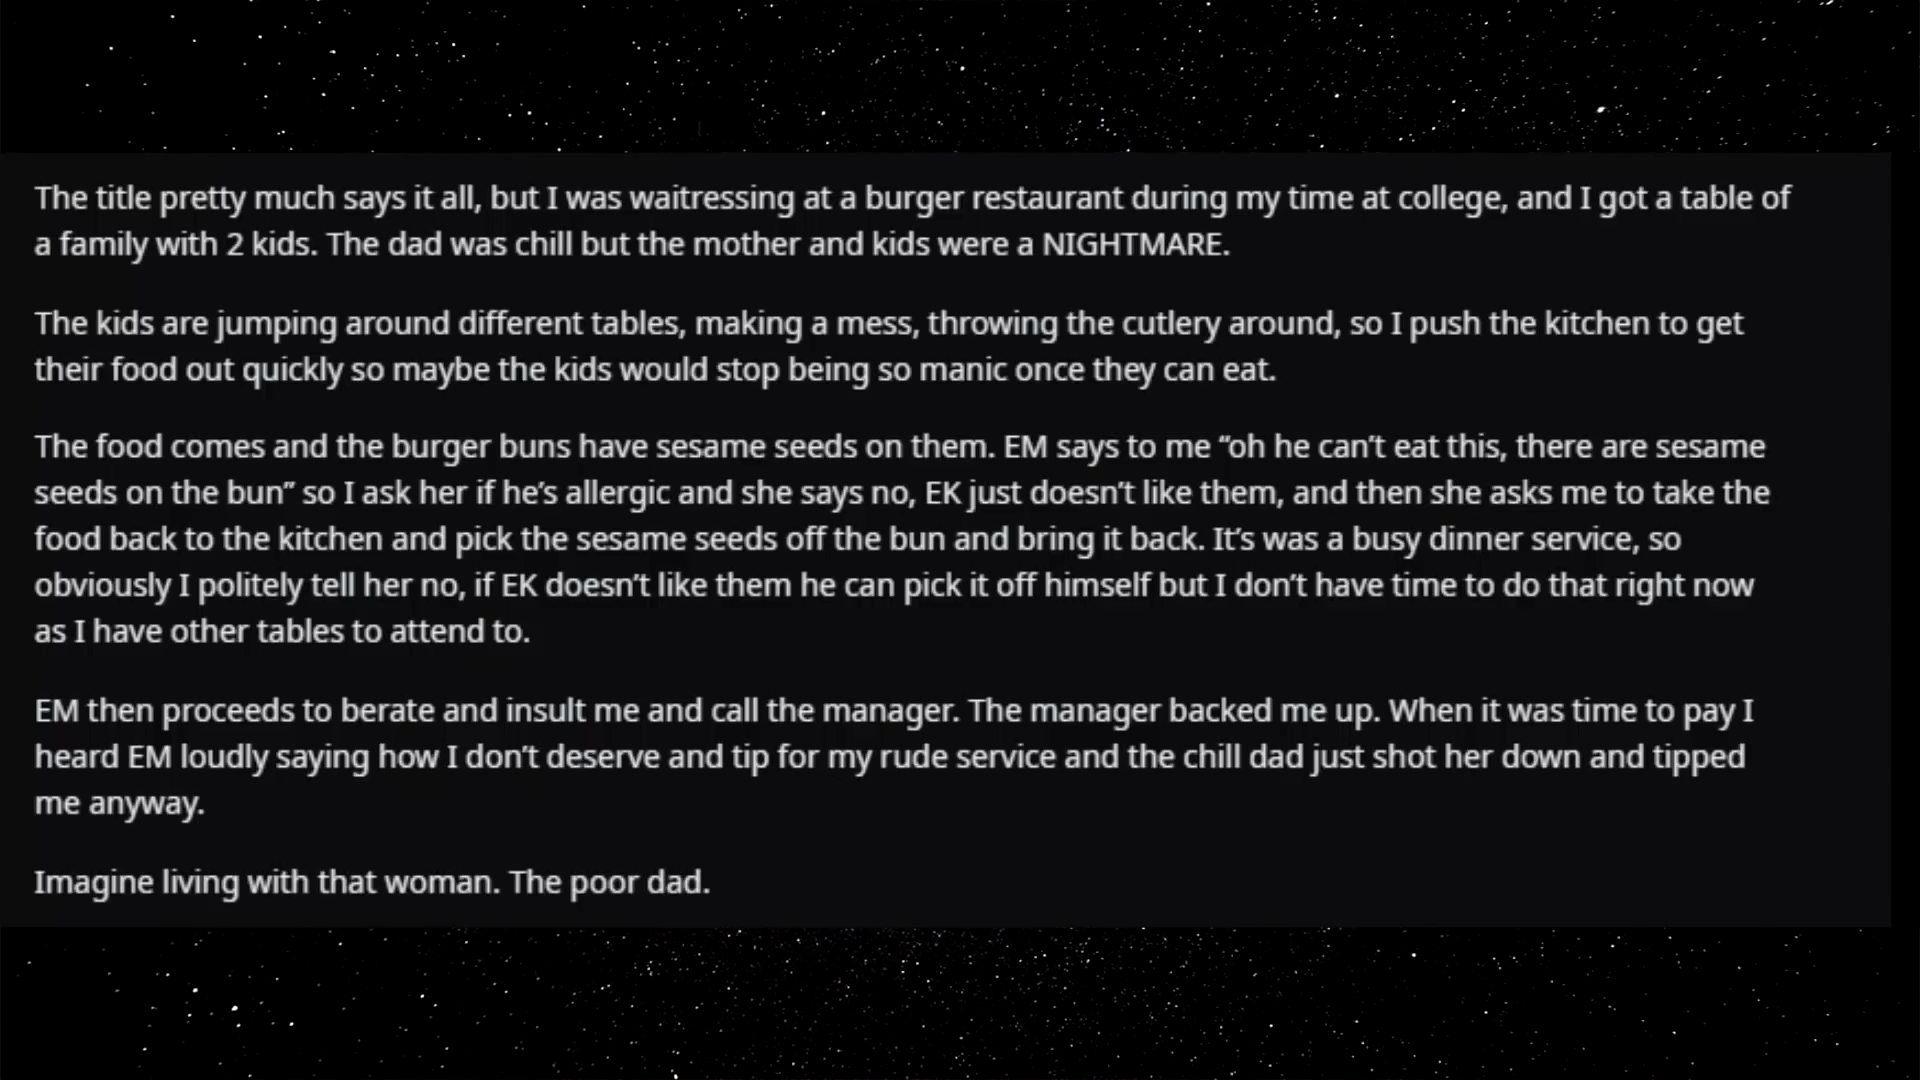 The title pretty much says it all, but I was waitressing at a burger restaurant during my time at college, and I got a table of
a family with 2 kids. The dad was chill but the mother and kids were a NIGHTMARE.
The kids are jumping around different tables, making a mess, throwing the cutlery around, so I push the kitchen to get
their food out quickly so maybe the kids would stop being so manic once they can eat.
The food comes and the burger buns have sesame seeds on them. EM says to me “oh he can’t eat this, there are sesame
seeds on the bun” so I ask her if he’s allergic and she says no, EK just doesn’t like them, and then she asks me to take the
food back to the kitchen and pick the sesame seeds off the bun and bring it back. It’s was a busy dinner service, so
obviously I politely tell her no, if EK doesn’t like them he can pick it off himself but I don’t have time to do that right now
as I have other tables to attend to.
EM then proceeds to berate and insult me and call the manager. The manager backed me up. When it was time to pay I
heard EM loudly saying how I don’t deserve and tip for my rude service and the chill dad just shot her down and tipped
me anyway.
Imagine living with that woman. The poor dad.